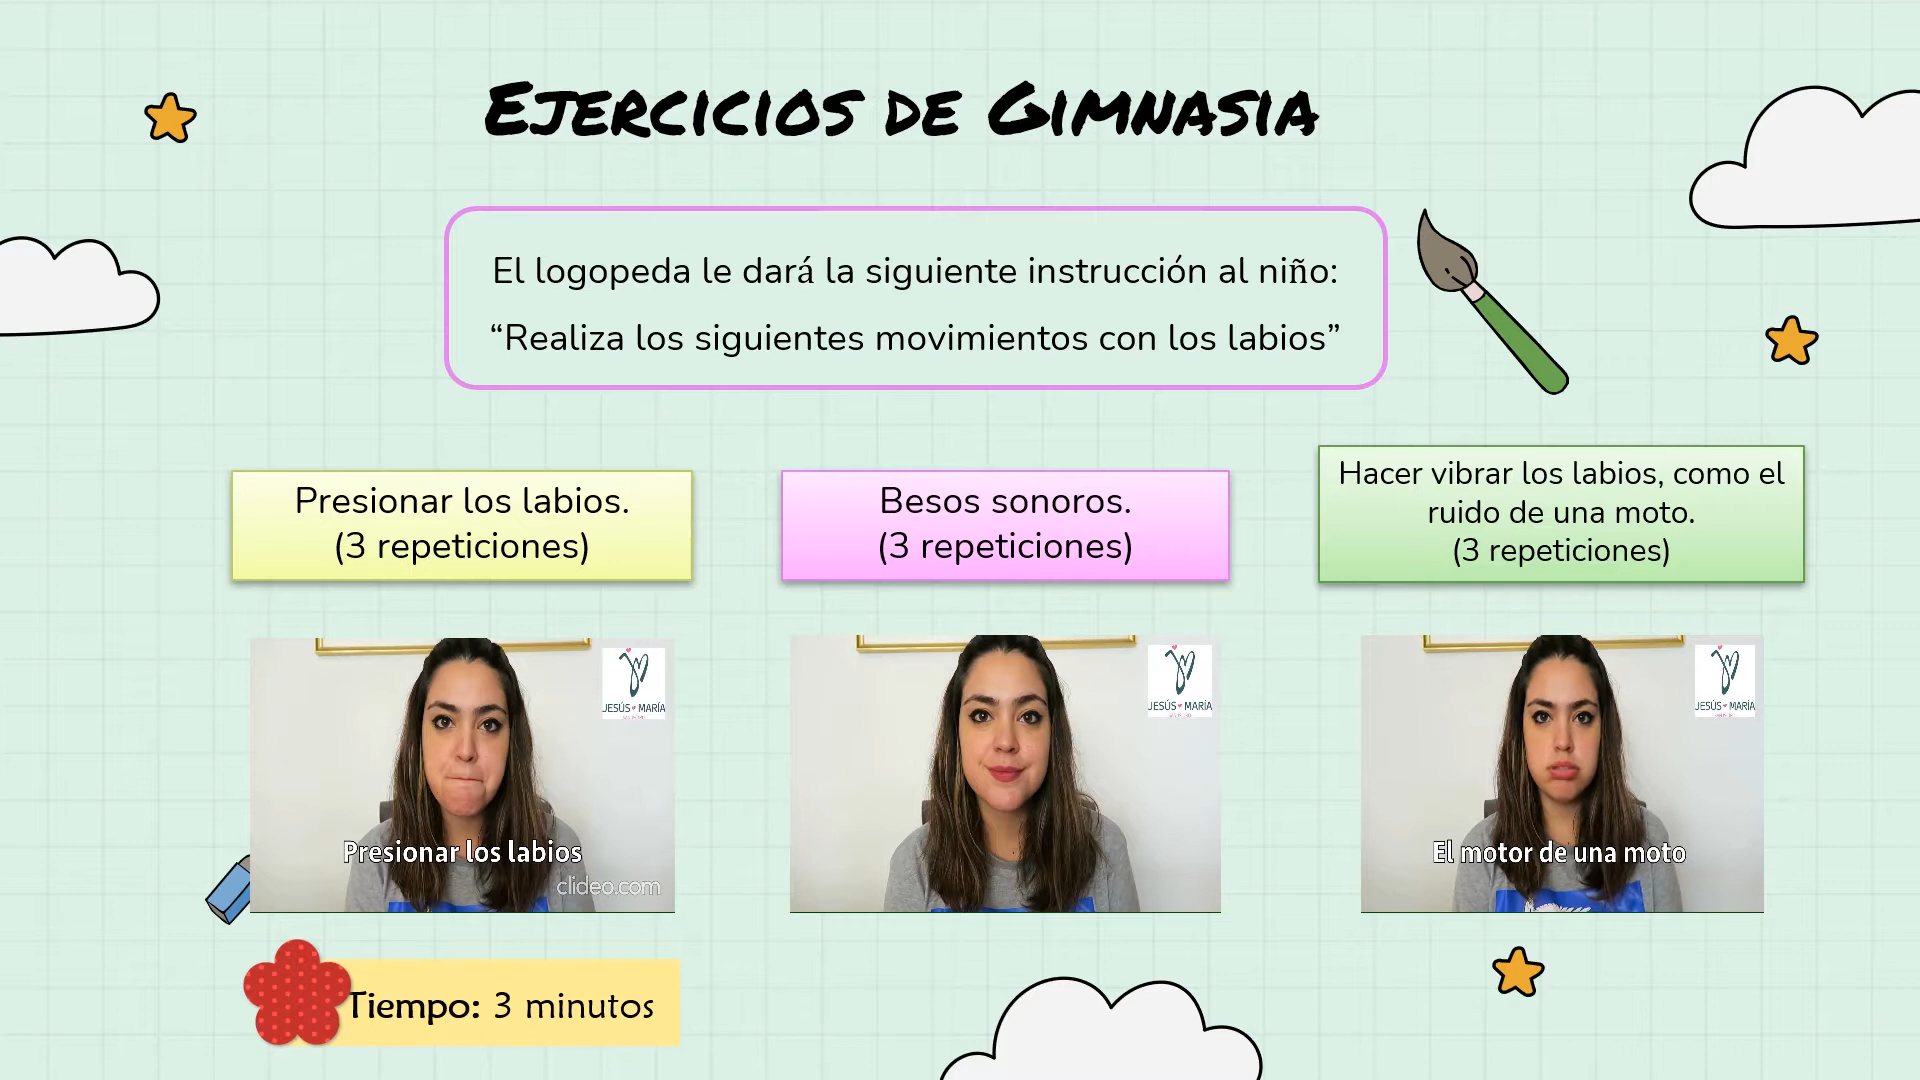 Ejercicios de Gimnasia
El logopeda le dará la siguiente instrucción al niño:
“Realiza los siguientes movimientos con los labios”
Presionar los labios.
(3 repeticiones)
Besos sonoros.
(3 repeticiones)
Hacer vibrar los labios, como el
ruido de una moto.
(3 repeticiones)
JESÚS MARÍA
Presionar los labios
clideo.com
JESÚS MARÍA
JESÚS MARÍA
El motor de una moto
Tiempo: 3 minutos